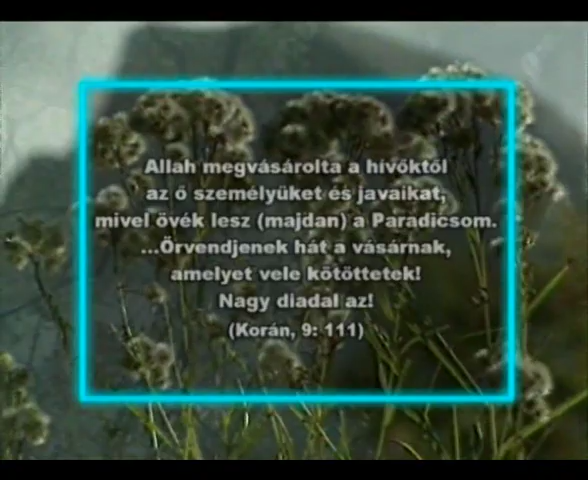 Allah megvásárolta a hívőktől
az ő személyüket és javaikat,
mivel övék lesz (majdan) a Paradicsom.
...Örvendjenek hát a vásárnak,
amelyet vele kötöttetek!
Nagy diadal az!
(Korán, 9: 111)